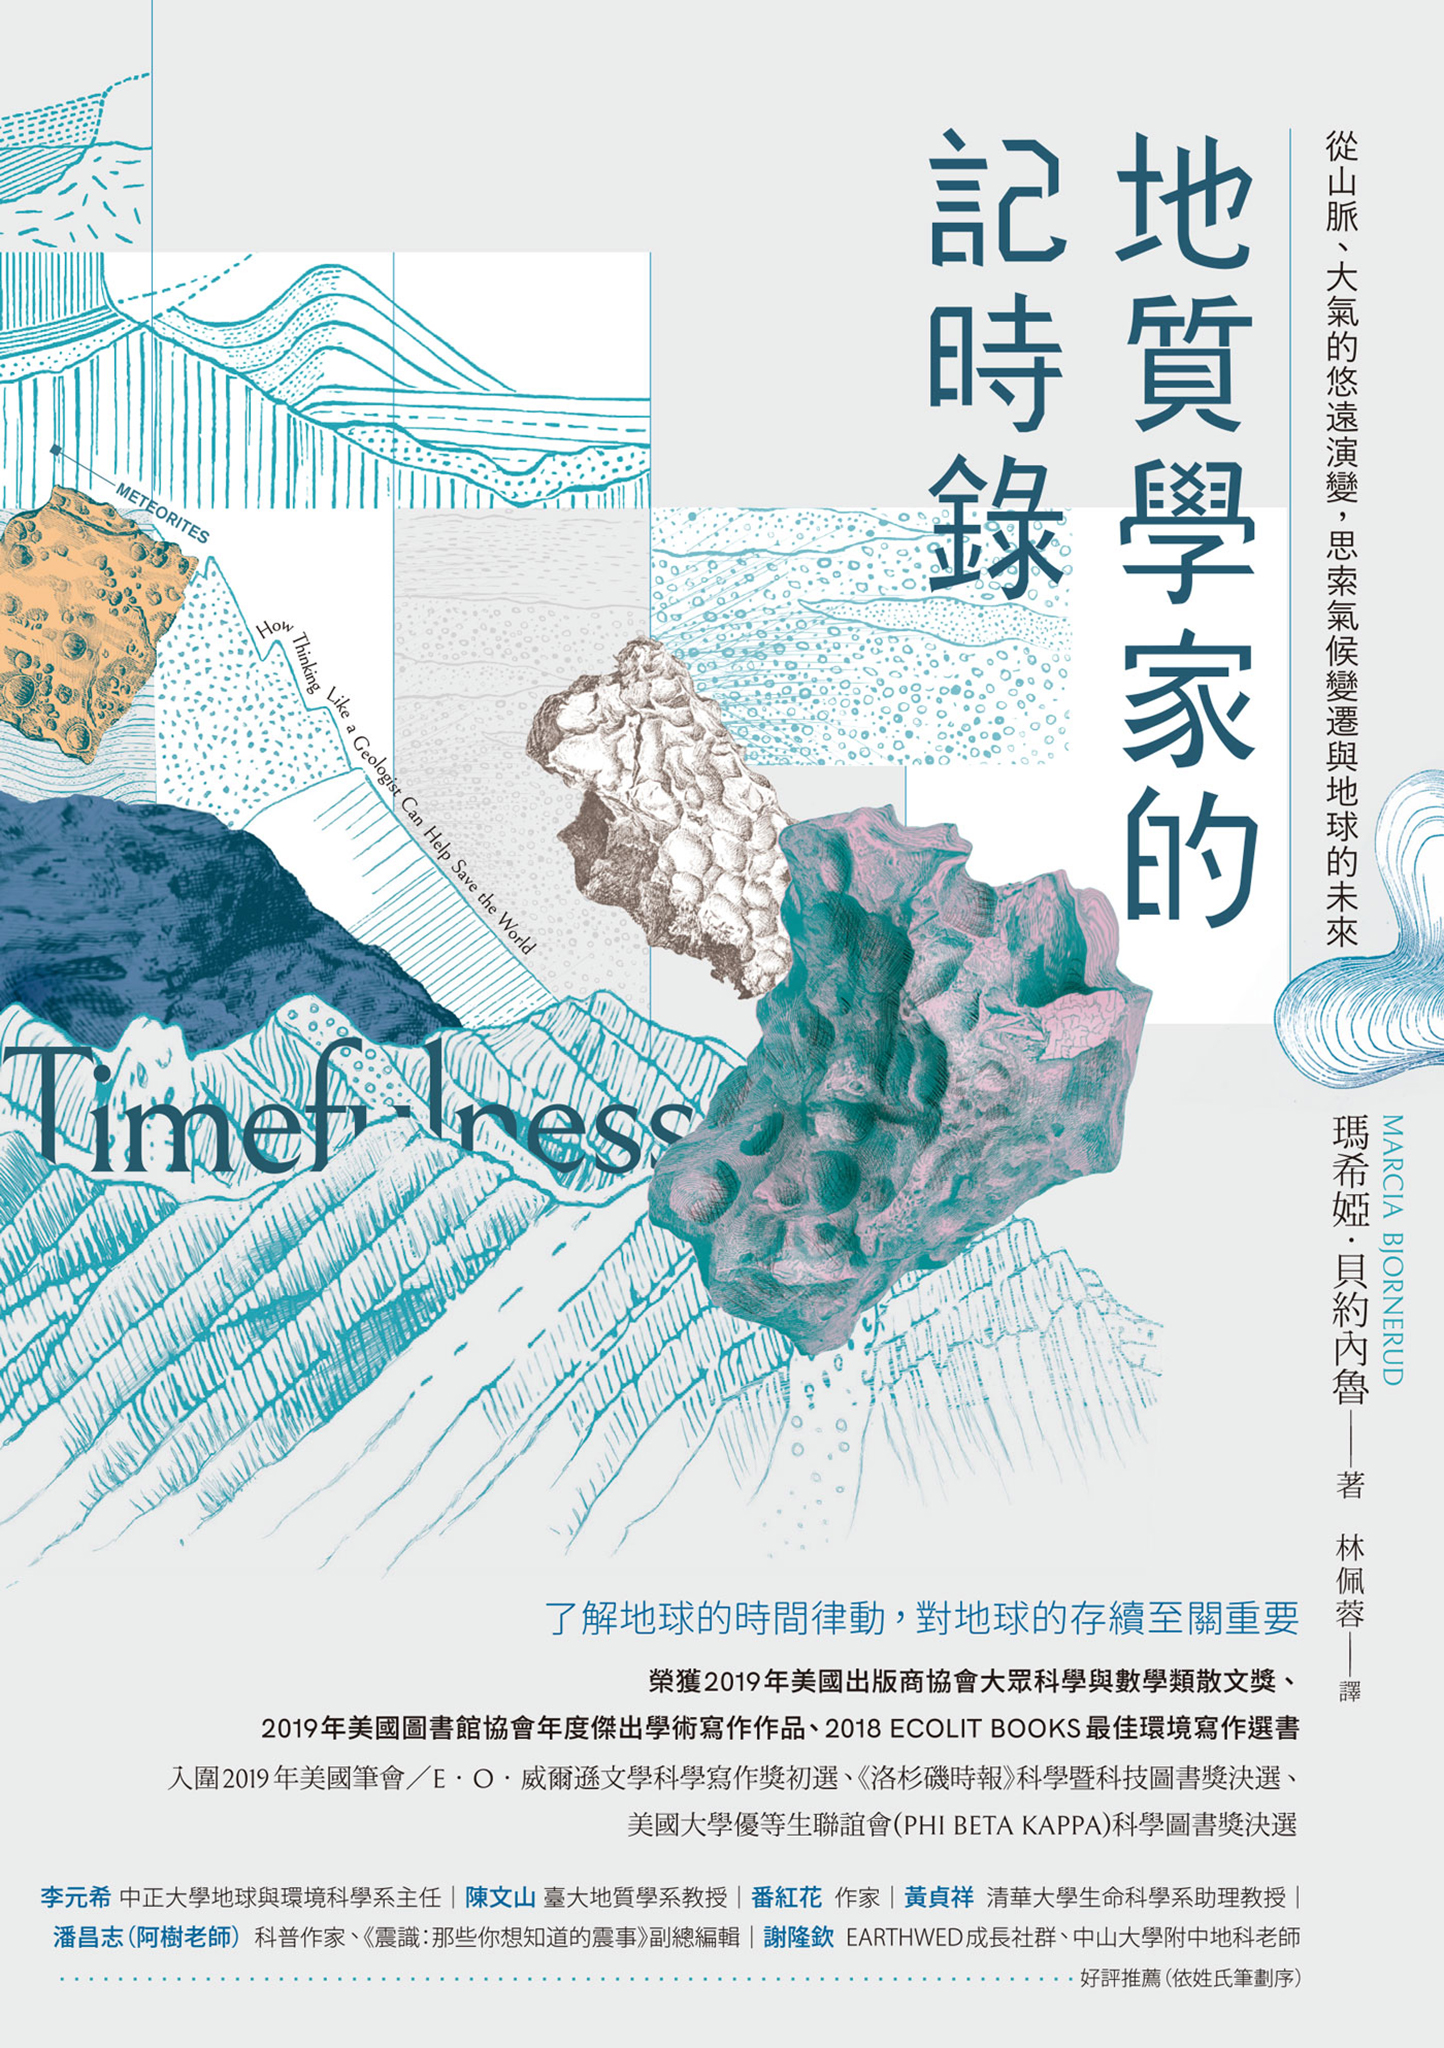 從山脈、大氣的悠遠演變，思索氣候變遷與地球的未來
地質學家的
記時錄
METEORITES
How Thinking Like a Geologist Can Help Save the World
Timefulness
MARCIA BJORNERUD
瑪希婭·貝約內魯——著 林佩蓉——譯
了解地球的時間律動，對地球的存續至關重要
榮獲2019年美國出版商協會大眾科學與數學類散文獎、
2019年美國圖書館協會年度傑出學術寫作作品、2018 ECOLIT BOOKS最佳環境寫作選書
入圍2019年美國筆會／E·O·威爾遜文學科學寫作獎初選、《洛杉磯時報》科學暨科技圖書獎決選、
美國大學優等生聯誼會(PHI BETA KAPPA)科學圖書獎決選
李元希 中正大學地球與環境科學系主任｜陳文山 臺大地質學系教授｜番紅花 作家｜黃貞祥 清華大學生命科學系助理教授｜
潘昌志（阿樹老師） 科普作家、《震識：那些你想知道的震事》副總編輯｜謝隆欽 EARTHWED成長社群、中山大學附中地科老師
好評推薦（依姓氏筆劃序）